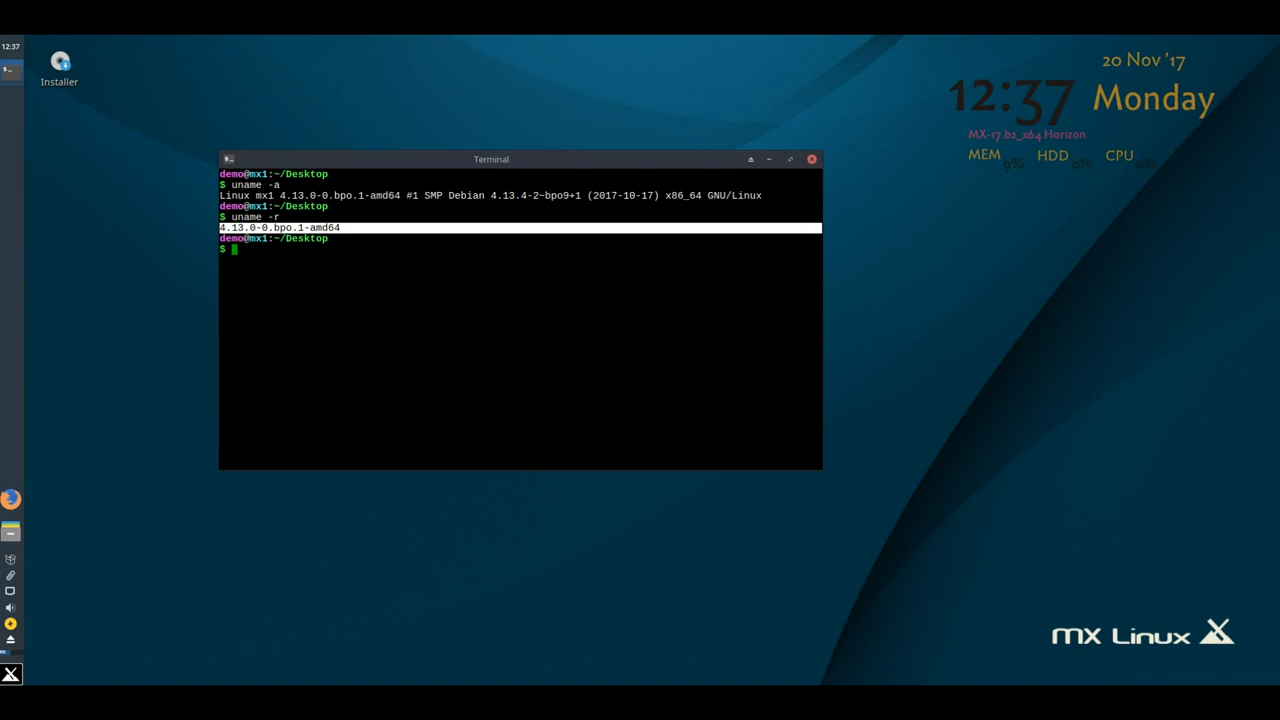 12:37
Installer
20 Nov '17
12:37 Monday
MX-17.b2_x64 Horizon
MEM 9% HDD 0% CPU 0%
Terminal
demo@mx1:~/Desktop
$ uname -a
Linux mx1 4.13.0-0.bpo.1-amd64 #1 SMP Debian 4.13.4-2~bpo9+1 (2017-10-17) x86_64 GNU/Linux
demo@mx1:~/Desktop
$ uname -r
4.13.0-0.bpo.1-amd64
demo@mx1:~/Desktop
$
mx Linux